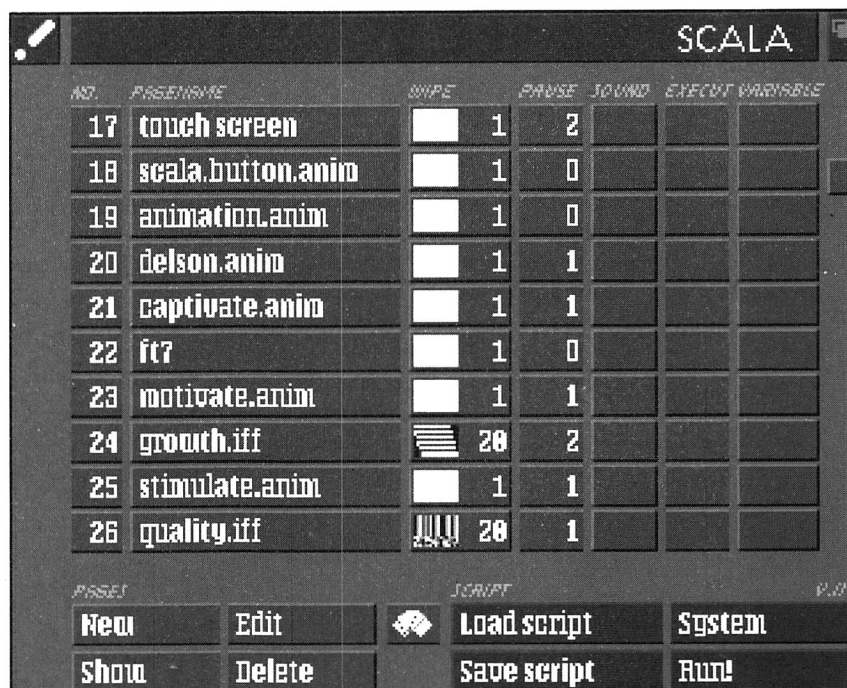 SCALA
NO. PAGENAME WIPE PAUSE SOUND EXECUT VARIABLE
17 touch screen 1 2
18 scala.button.anim 1 0
19 animation.anim 1 0
20 delson.anim 1 1
21 captivate.anim 1 1
22 ft7 1 0
23 motivate.anim 1 1
24 growth.iff 20 2
25 stimulate.anim 1 1
26 quality.iff 20 1
PAGES SCRIPT
New Edit Load script System
Show Delete Save script Run!